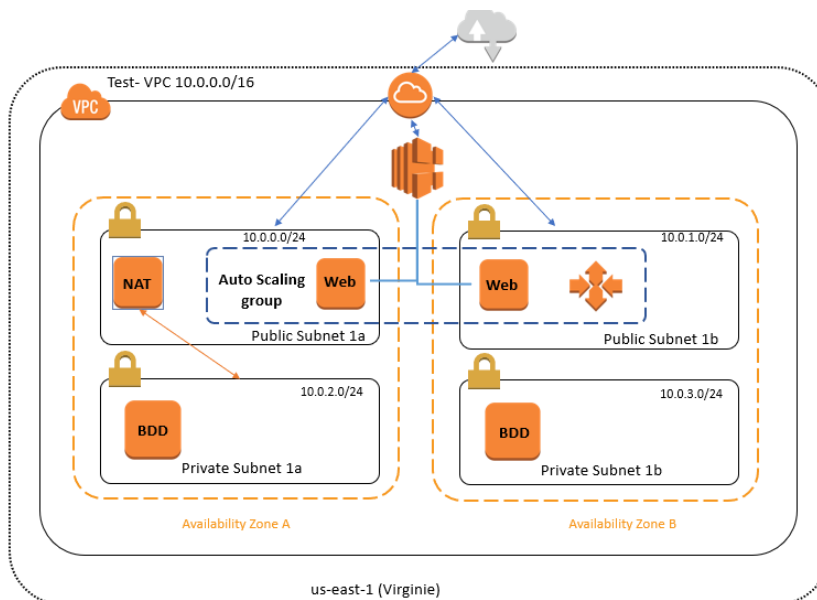 Test- VPC 10.0.0.0/16
VPC
10.0.0.0/24
10.0.1.0/24
NAT
Auto Scaling
group
Web
Web
Public Subnet 1a
Public Subnet 1b
10.0.2.0/24
10.0.3.0/24
BDD
BDD
Private Subnet 1a
Private Subnet 1b
Availability Zone A
Availability Zone B
us-east-1 (Virginie)